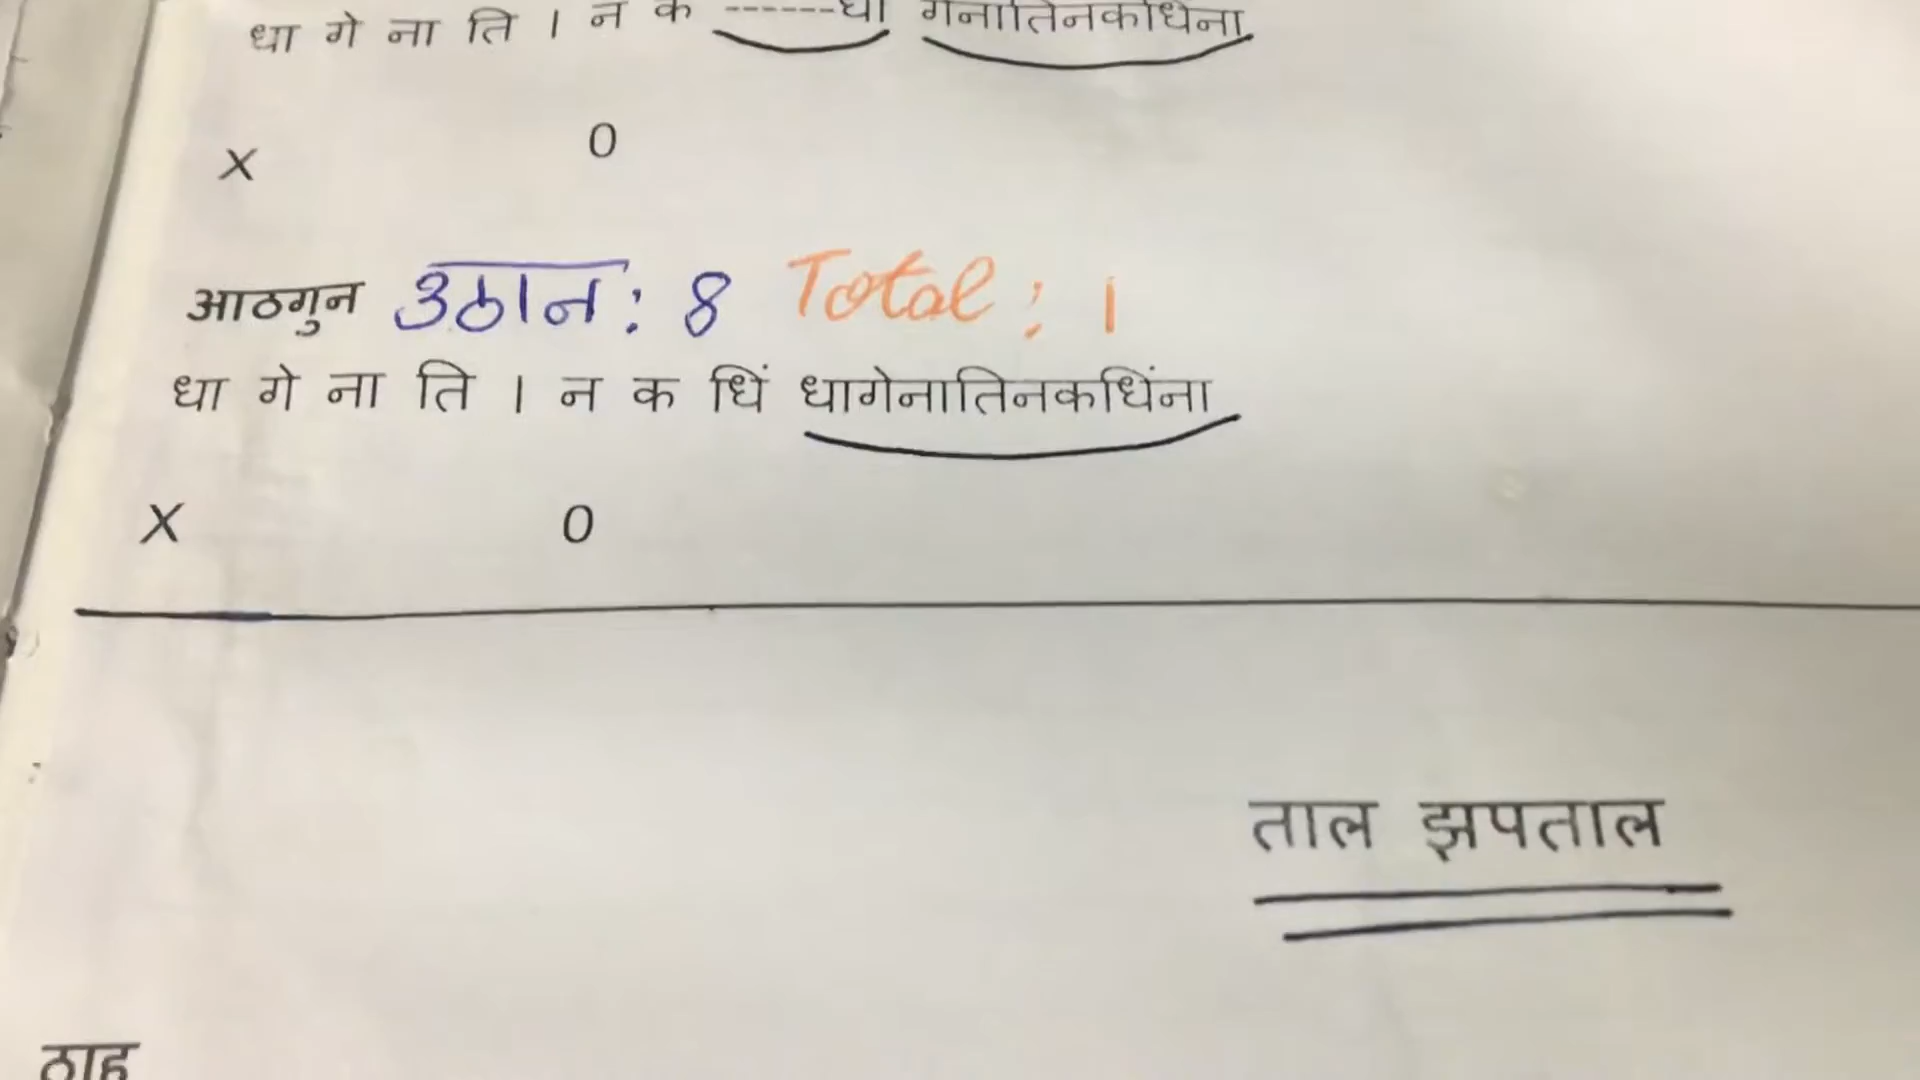 धा गे ना ति । न क ------धा गेनातिनकधिंना
X 0
आठगुन उठान: 8 Total: 1
धा गे ना ति । न क धिं धागेनातिनकधिंना
X 0
ताल झपताल
ठाह